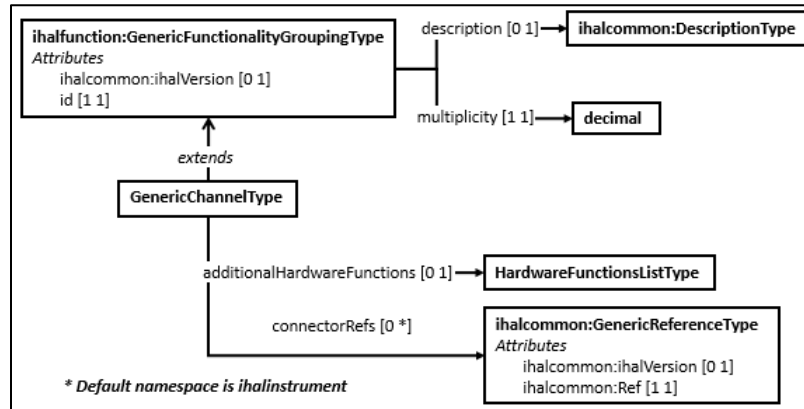 ihalfunction:GenericFunctionalityGroupingType
Attributes
ihalcommon:ihalVersion [0 1]
id [1 1]
description [0 1]
ihalcommon:DescriptionType
multiplicity [1 1]
decimal
extends
GenericChannelType
additionalHardwareFunctions [0 1]
HardwareFunctionsListType
connectorRefs [0 *]
ihalcommon:GenericReferenceType
Attributes
ihalcommon:ihalVersion [0 1]
ihalcommon:Ref [1 1]
* Default namespace is ihalinstrument